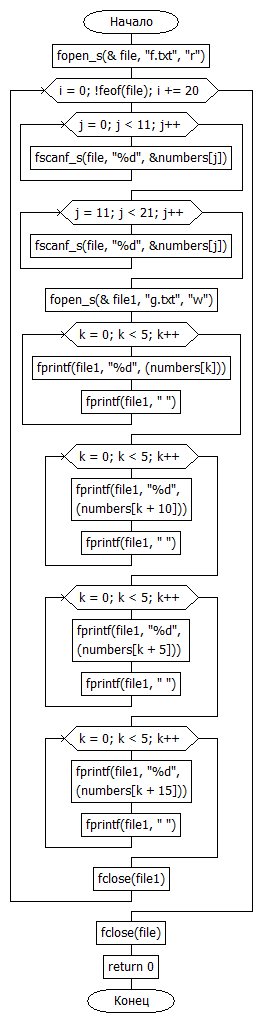 Начало
fopen_s(& file, "f.txt", "r")
i = 0; !feof(file); i += 20
j = 0; j < 11; j++
fscanf_s(file, "%d", &numbers[j])
j = 11; j < 21; j++
fscanf_s(file, "%d", &numbers[j])
fopen_s(& file1, "g.txt", "w")
k = 0; k < 5; k++
fprintf(file1, "%d", (numbers[k]))
fprintf(file1, " ")
k = 0; k < 5; k++
fprintf(file1, "%d",
(numbers[k + 10]))
fprintf(file1, " ")
k = 0; k < 5; k++
fprintf(file1, "%d",
(numbers[k + 5]))
fprintf(file1, " ")
k = 0; k < 5; k++
fprintf(file1, "%d",
(numbers[k + 15]))
fprintf(file1, " ")
fclose(file1)
fclose(file)
return 0
Конец